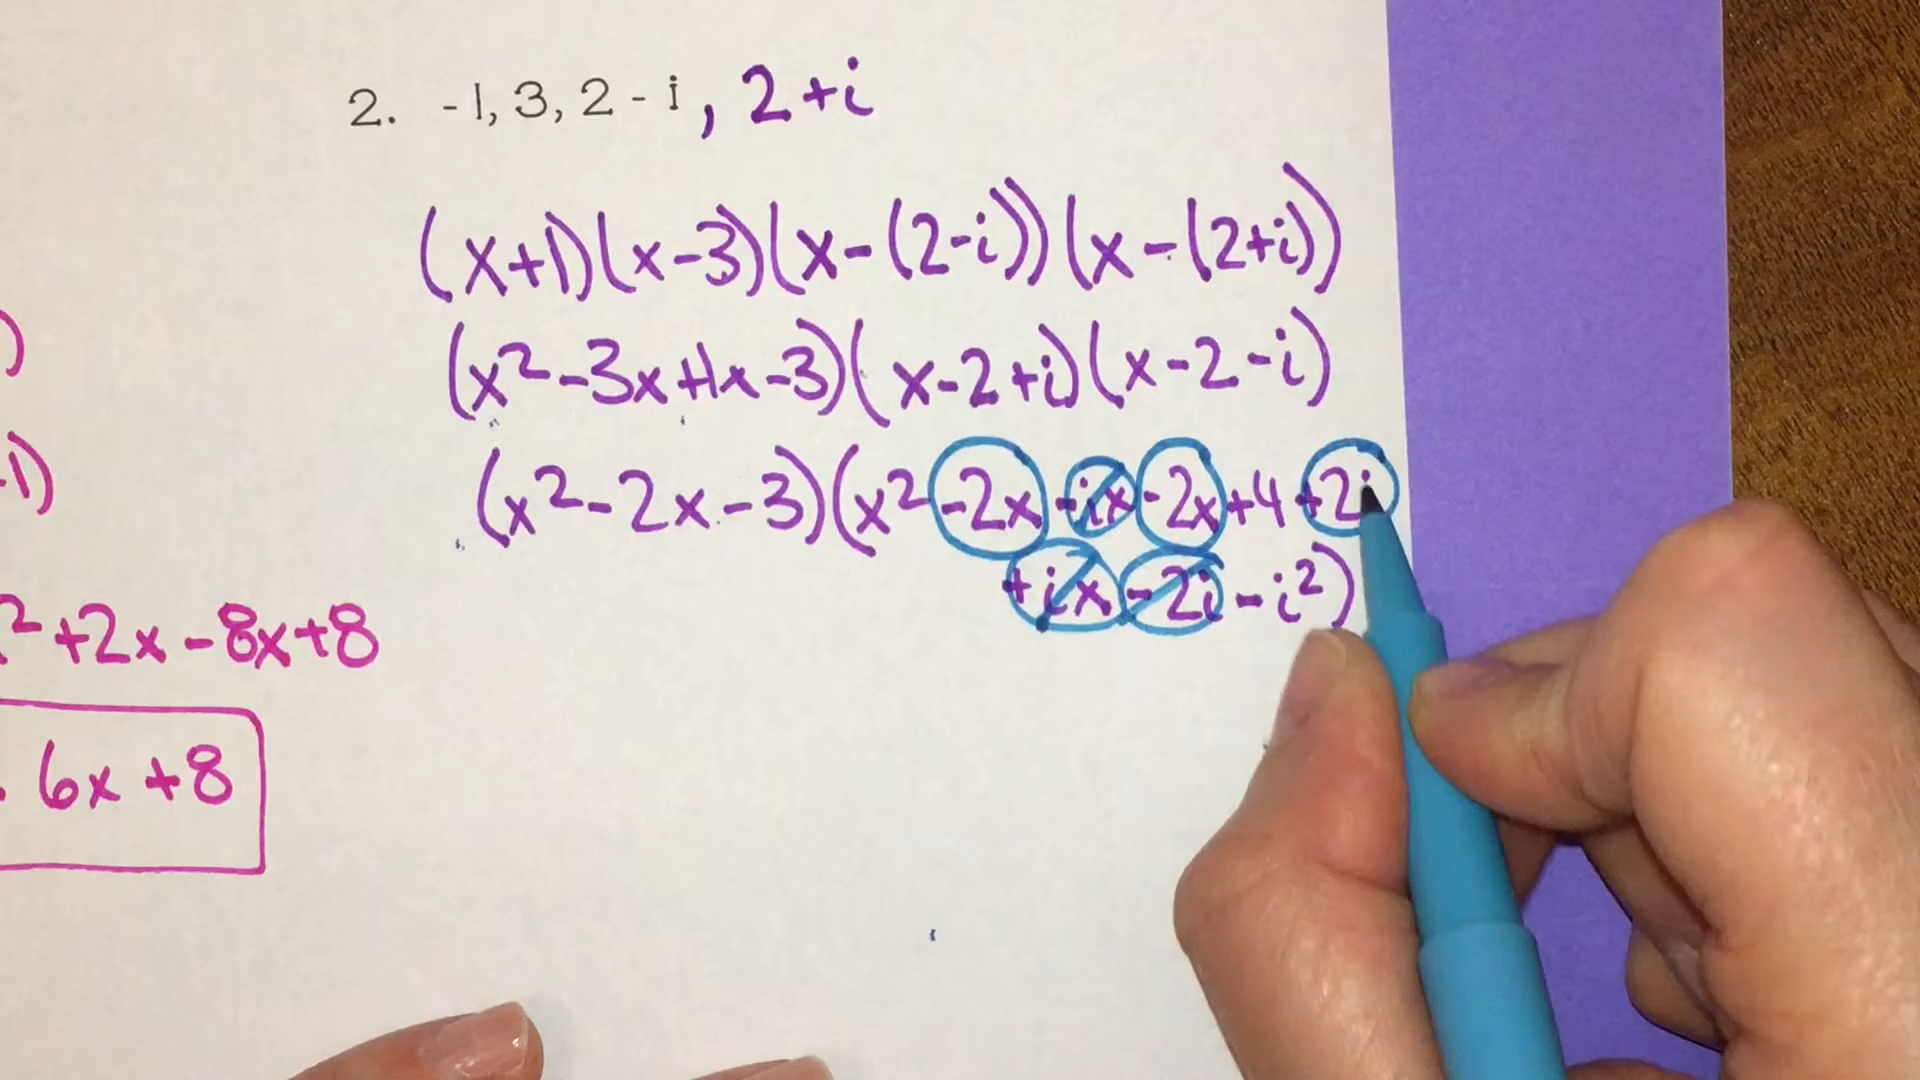 2. -1, 3, 2 - i, 2+i
(x+1)(x-3)(x-(2-i))(x-(2+i))
(x²-3x+1x-3)(x-2+i)(x-2-i)
(x²-2x-3)(x²-2x-ix-2x+4+2i
+ix-2i-i²)
)
-1)
²+2x-8x+8
6x+8